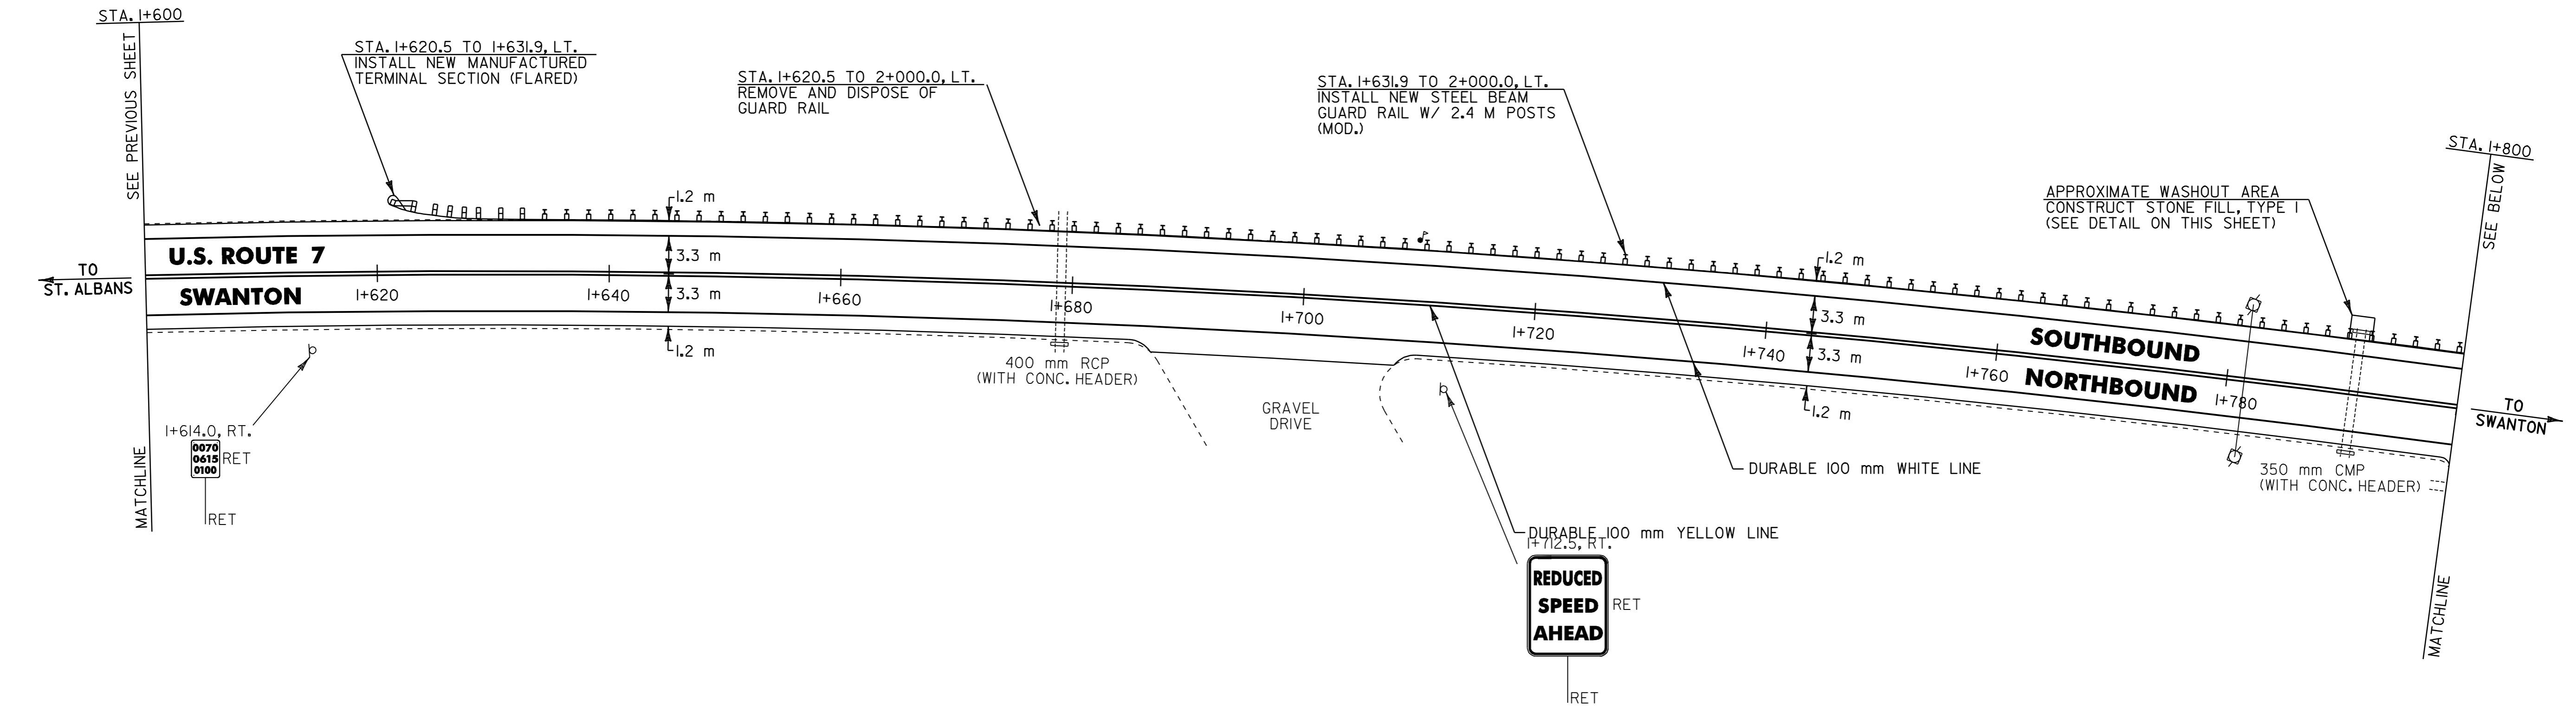 STA. 1+600
SEE PREVIOUS SHEET
STA. 1+620.5 TO 1+631.9, LT.
INSTALL NEW MANUFACTURED
TERMINAL SECTION (FLARED)
STA. 1+620.5 TO 2+000.0, LT.
REMOVE AND DISPOSE OF
GUARD RAIL
STA. 1+631.9 TO 2+000.0, LT.
INSTALL NEW STEEL BEAM
GUARD RAIL W/ 2.4 M POSTS
(MOD.)
STA. 1+800
SEE BELOW
APPROXIMATE WASHOUT AREA
CONSTRUCT STONE FILL, TYPE I
(SEE DETAIL ON THIS SHEET)
1.2 m
3.3 m
3.3 m
1.2 m
1.2 m
3.3 m
3.3 m
1.2 m
U.S. ROUTE 7
SWANTON
TO
ST. ALBANS
1+620
1+640
1+660
1+680
1+700
1+720
1+740
1+760
1+780
SOUTHBOUND
NORTHBOUND
TO
SWANTON
400 mm RCP
(WITH CONC. HEADER)
GRAVEL
DRIVE
1+614.0, RT.
0070
0615
0100
RET
RET
MATCHLINE
DURABLE 100 mm WHITE LINE
350 mm CMP
(WITH CONC. HEADER)
DURABLE 100 mm YELLOW LINE
1+712.5, RT.
REDUCED
SPEED
AHEAD
RET
RET
MATCHLINE